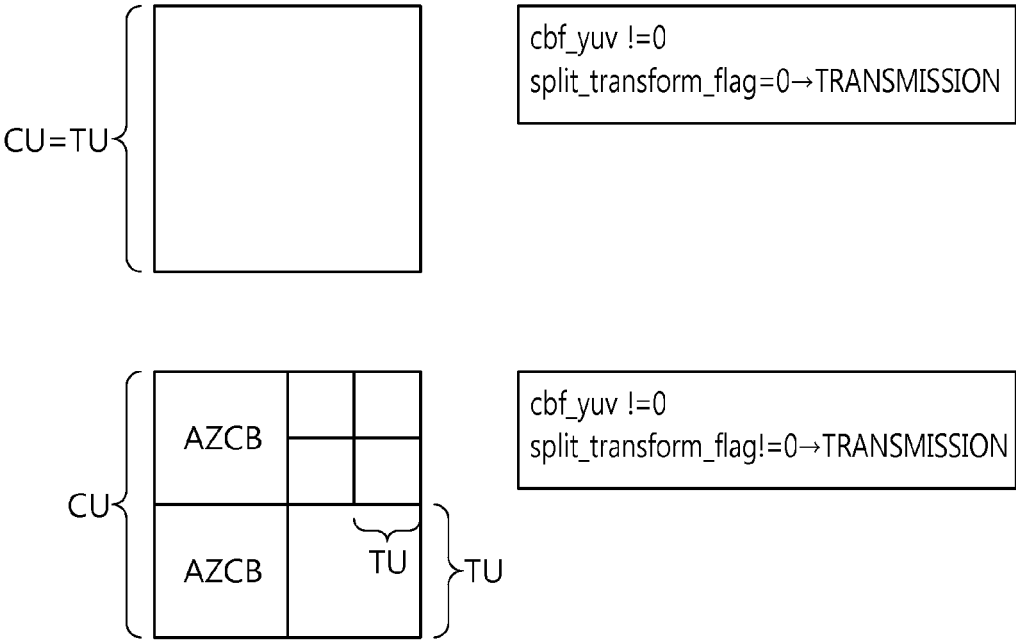 cbf_yuv !=0
split_transform_flag=0→TRANSMISSION
CU=TU
cbf_yuv !=0
split_transform_flag!=0→TRANSMISSION
AZCB
CU
AZCB
TU
TU